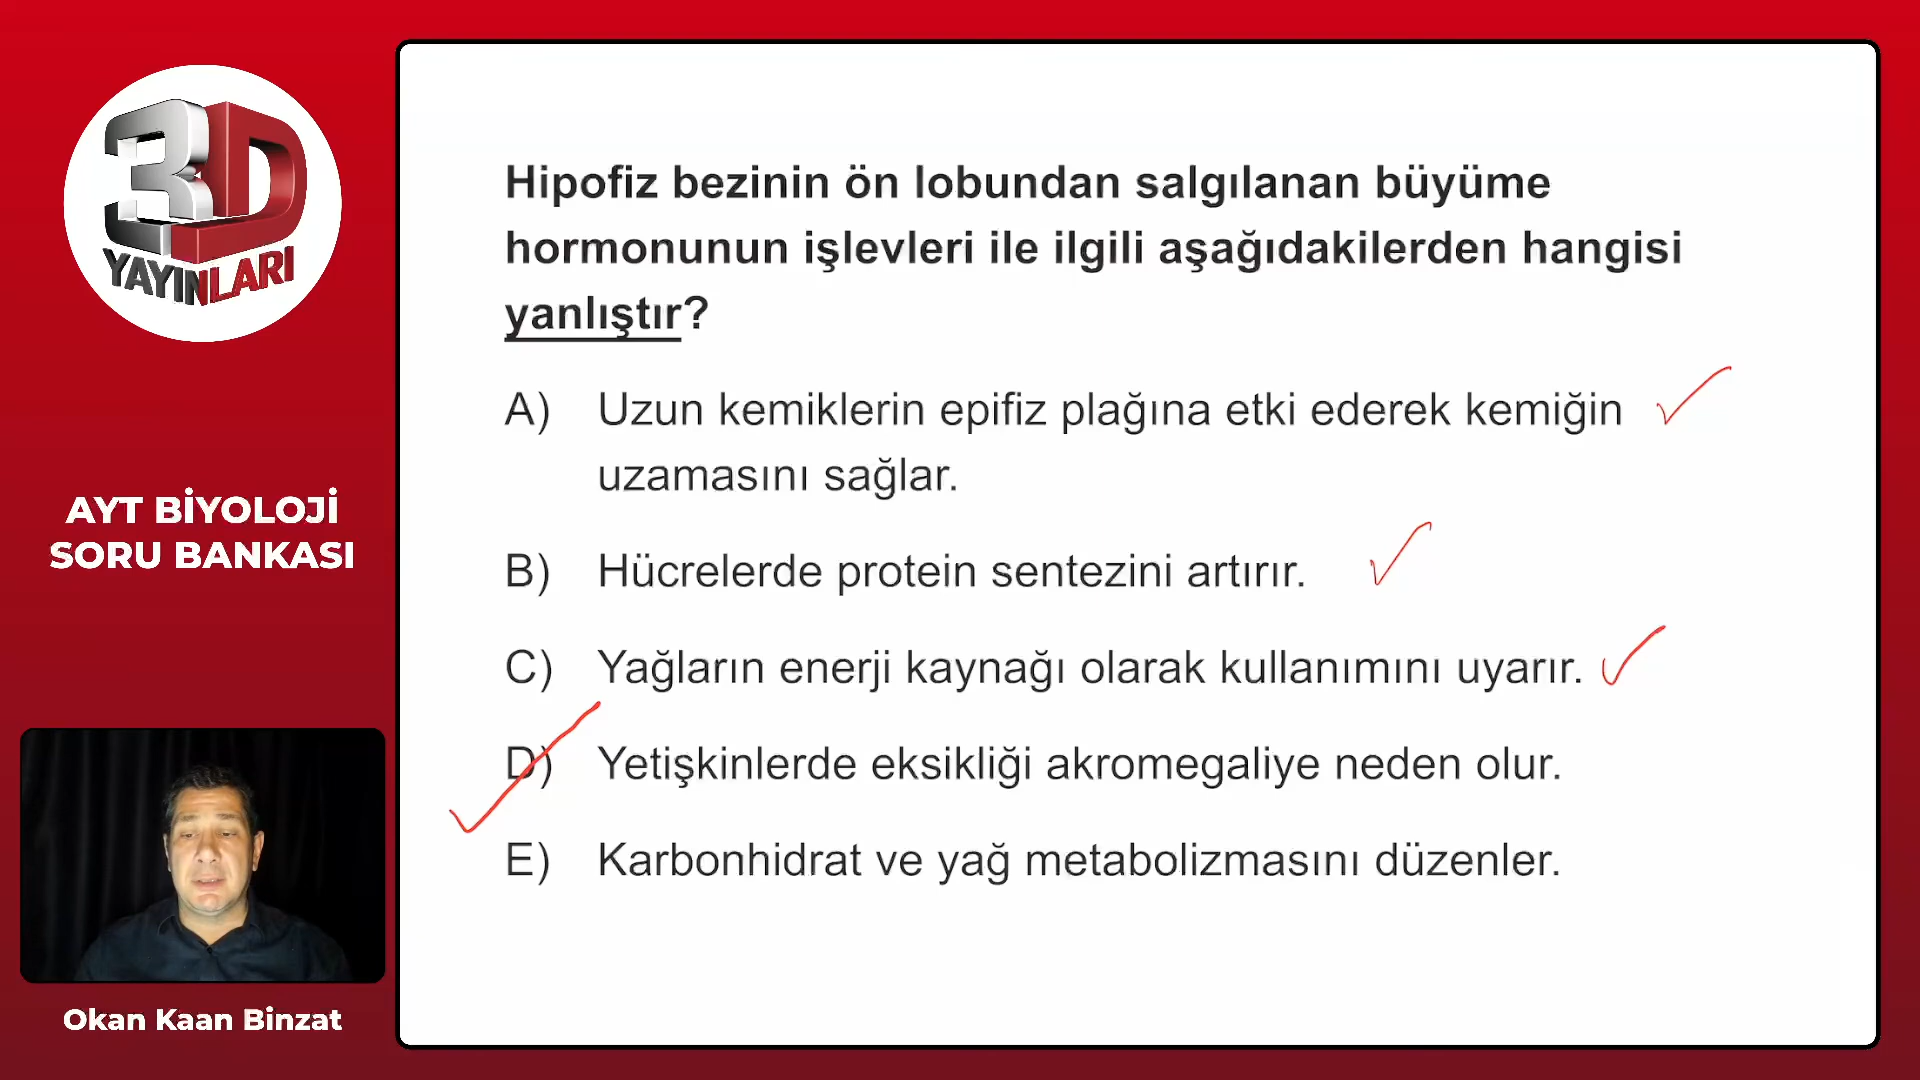 3D
YAYINLARI
AYT BİYOLOJİ
SORU BANKASI
Okan Kaan Binzat
Hipofiz bezinin ön lobundan salgılanan büyüme
hormonunun işlevleri ile ilgili aşağıdakilerden hangisi
yanlıştır?
A) Uzun kemiklerin epifiz plağına etki ederek kemiğin
uzamasını sağlar.
B) Hücrelerde protein sentezini artırır.
C) Yağların enerji kaynağı olarak kullanımını uyarır.
D) Yetişkinlerde eksikliği akromegaliye neden olur.
E) Karbonhidrat ve yağ metabolizmasını düzenler.